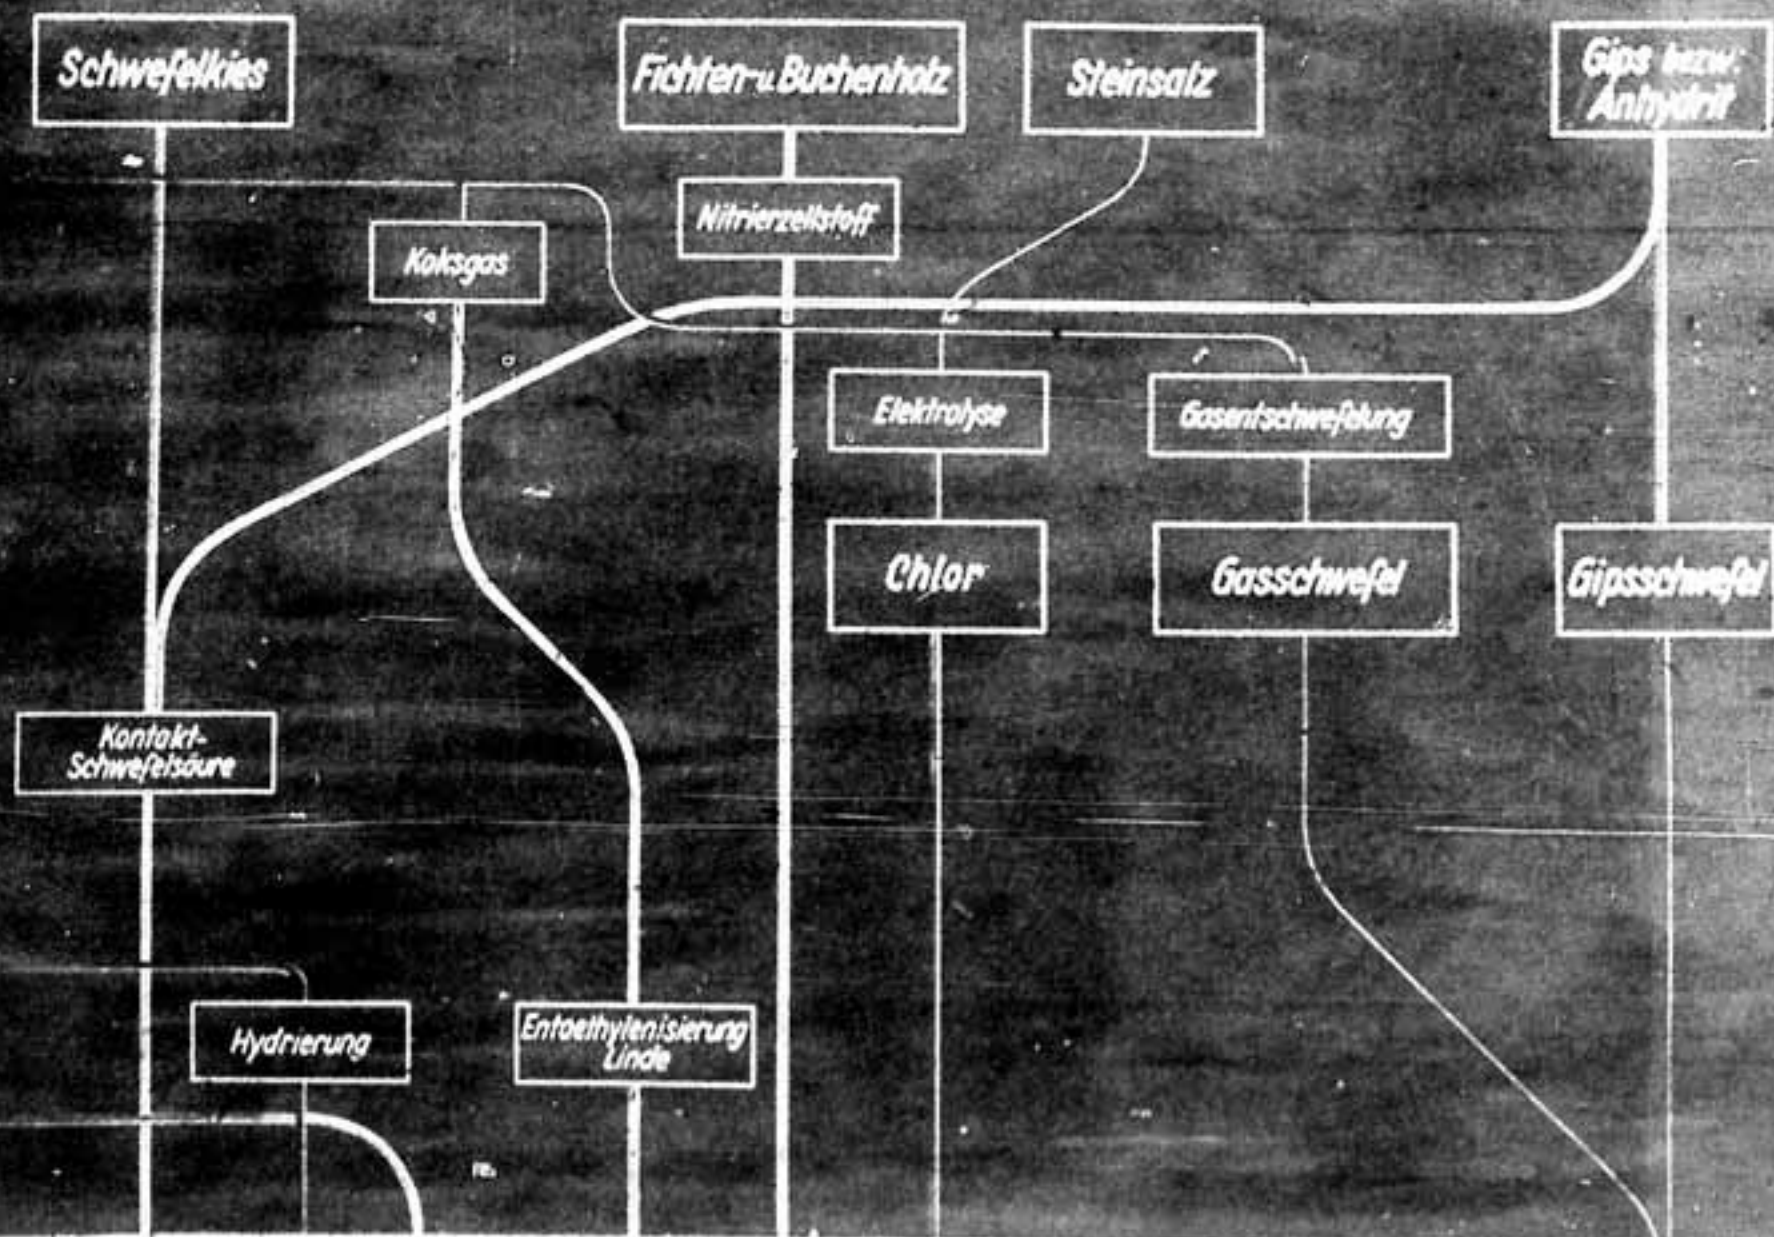 Schwefelkies
Fichten- u. Buchenholz
Steinsalz
Gips bezw.
Anhydrit
Nitrierzellstoff
Koksgas
Elektrolyse
Gasentschwefelung
Chlor
Gasschwefel
Gipsschwefel
Kontakt-
Schwefelsäure
Hydrierung
Entaethylenisierung
Linde